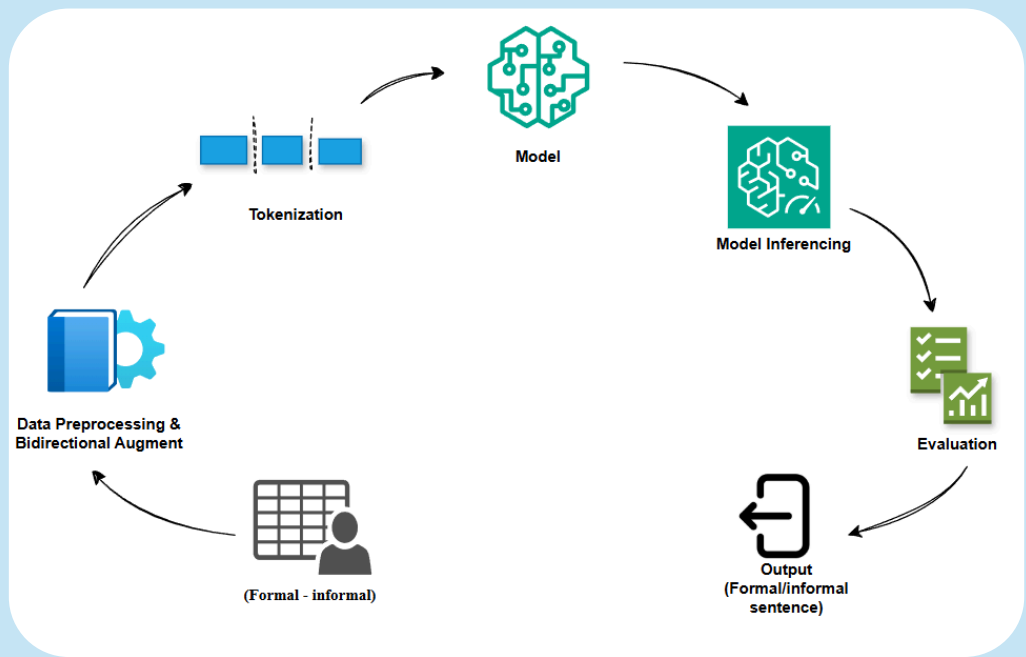 Model
Tokenization
Model Inferencing
Data Preprocessing &
Bidirectional Augment
Evaluation
(Formal - informal)
Output
(Formal/informal
sentence)